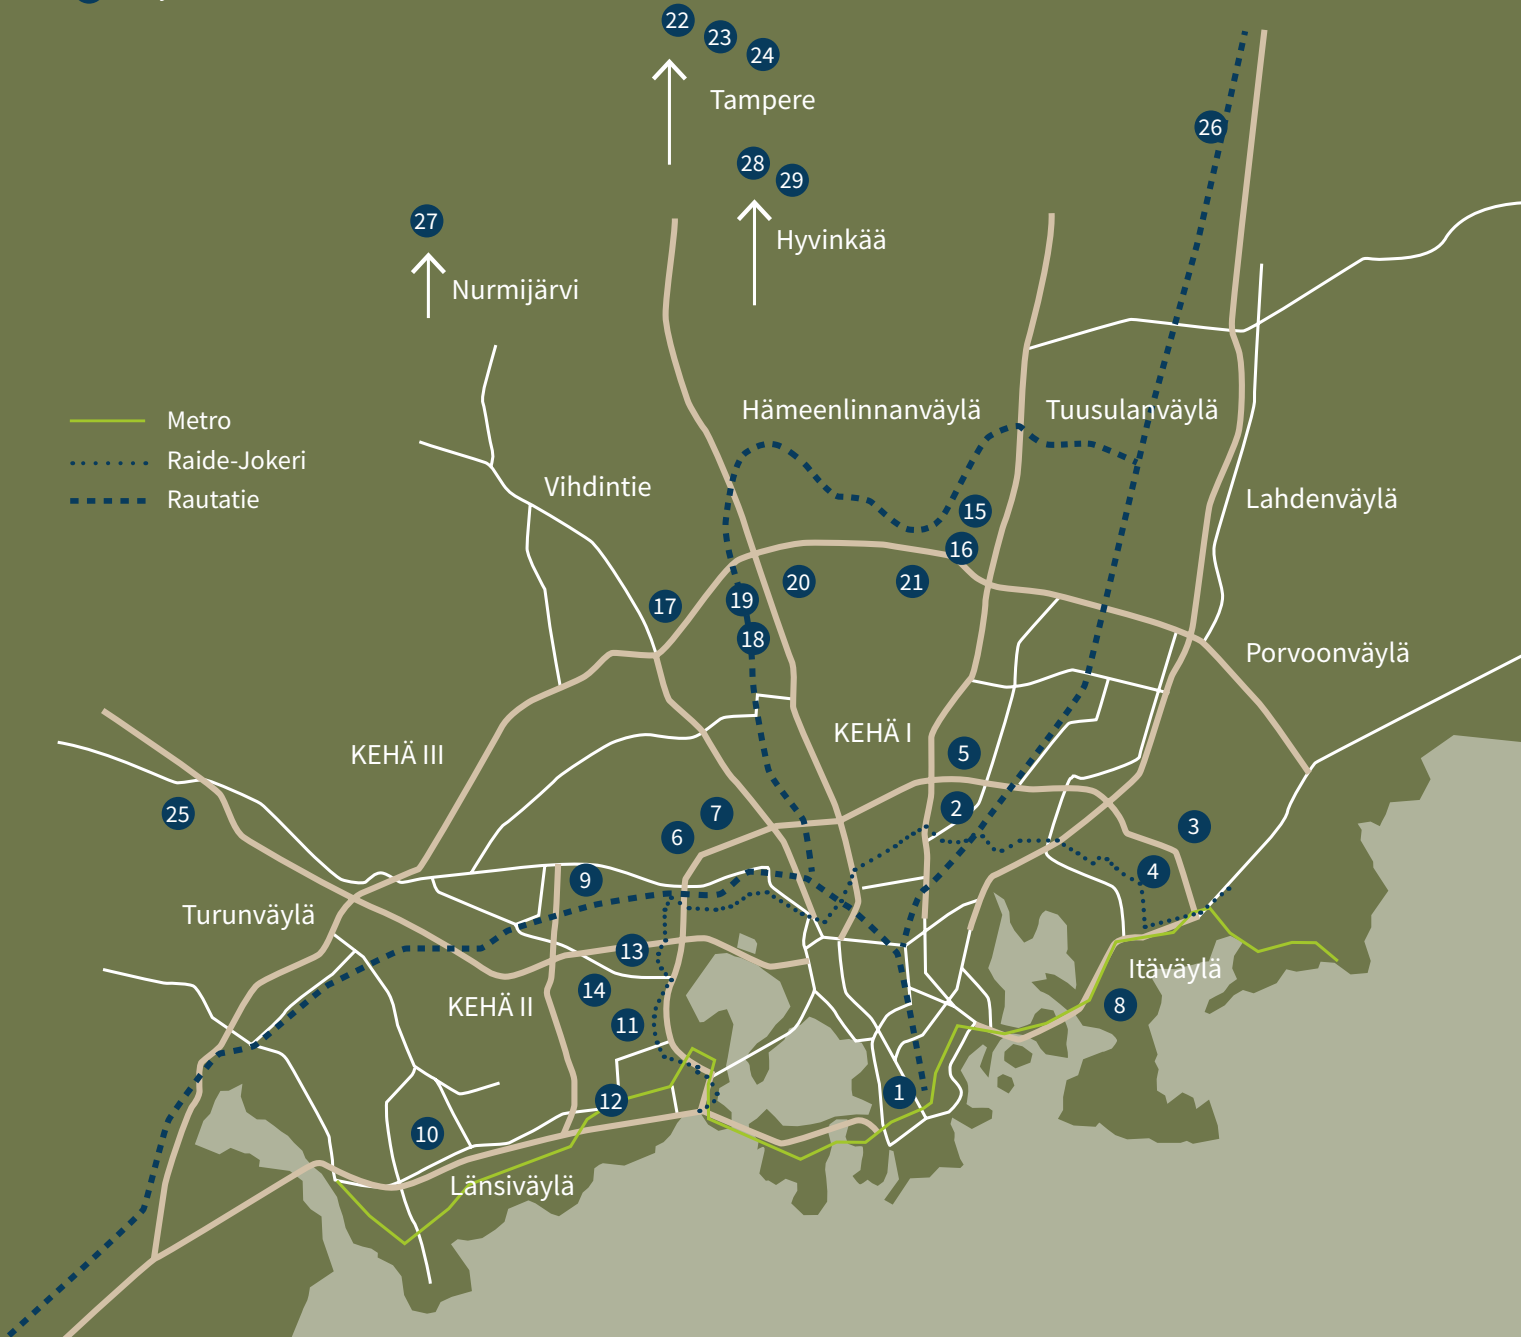 22
23
24
Tampere
26
28
29
27
Hyvinkää
Nurmijärvi
Hämeenlinnanväylä
Tuusulanväylä
Metro
Raide-Jokeri
Rautatie
Vihdintie
Lahdenväylä
15
16
20
21
19
17
18
Porvoonväylä
KEHÄ I
KEHÄ III
5
2
25
7
6
3
4
9
Turunväylä
13
Itäväylä
14
KEHÄ II
8
11
12
1
10
Länsiväylä